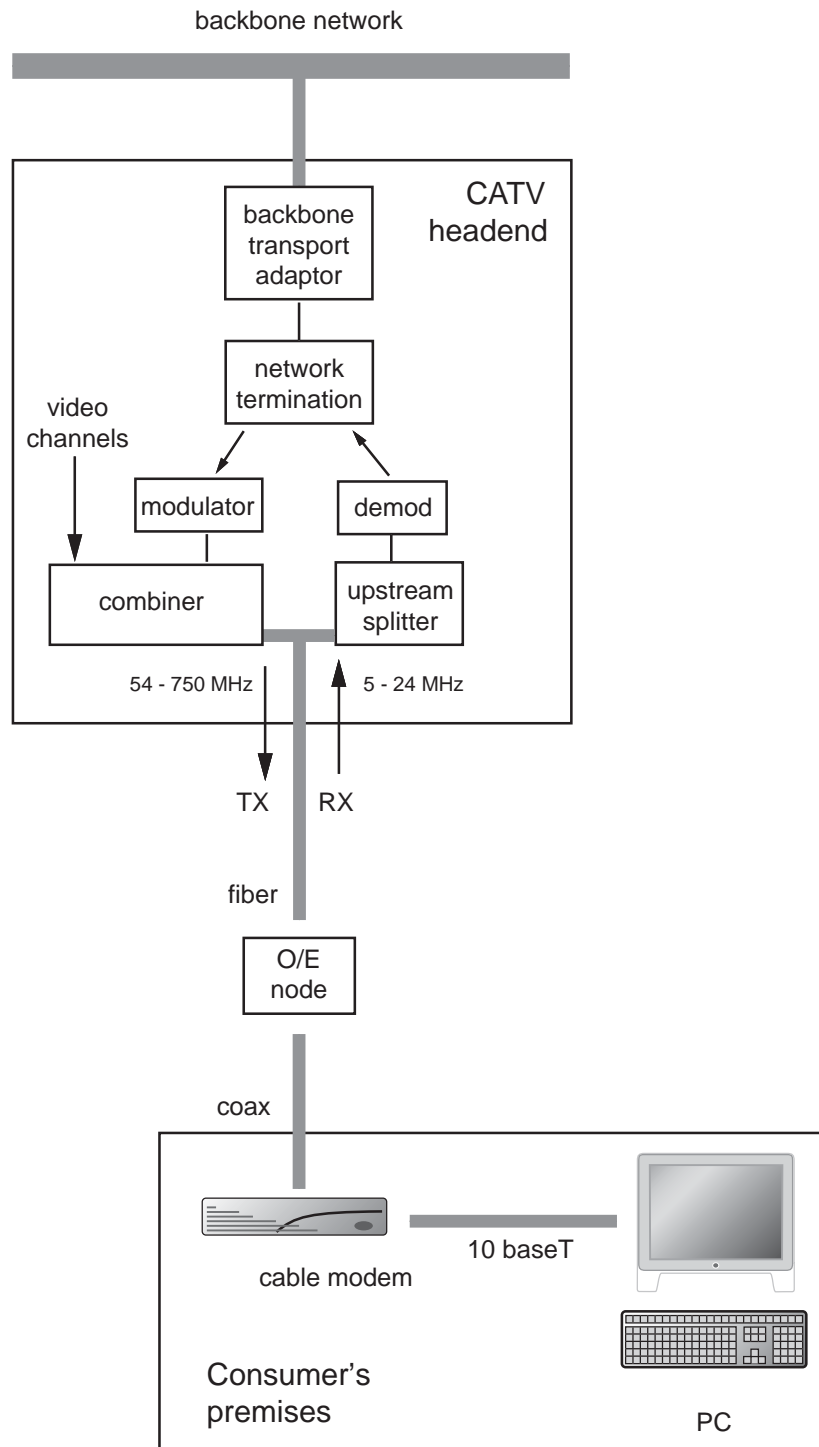 backbone network
CATV
headend
backbone
transport
adaptor
network
termination
video
channels
modulator
demod
combiner
upstream
splitter
54 - 750 MHz
5 - 24 MHz
TX
RX
fiber
O/E
node
coax
10 baseT
cable modem
Consumer's
premises
PC